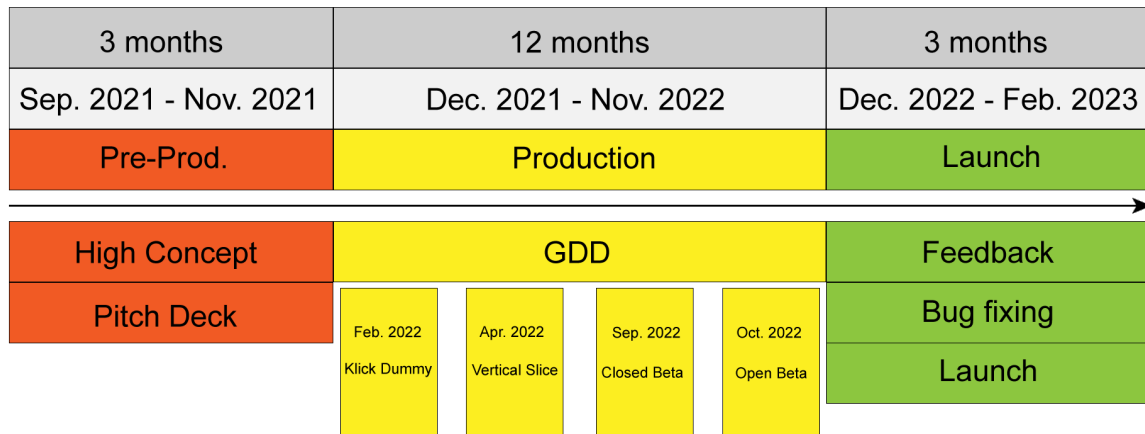 3 months
12 months
3 months
Sep. 2021 - Nov. 2021
Dec. 2021 - Nov. 2022
Dec. 2022 - Feb. 2023
Pre-Prod.
Production
Launch
High Concept
GDD
Feedback
Pitch Deck
Bug fixing
Launch
Feb. 2022
Klick Dummy
Apr. 2022
Vertical Slice
Sep. 2022
Closed Beta
Oct. 2022
Open Beta